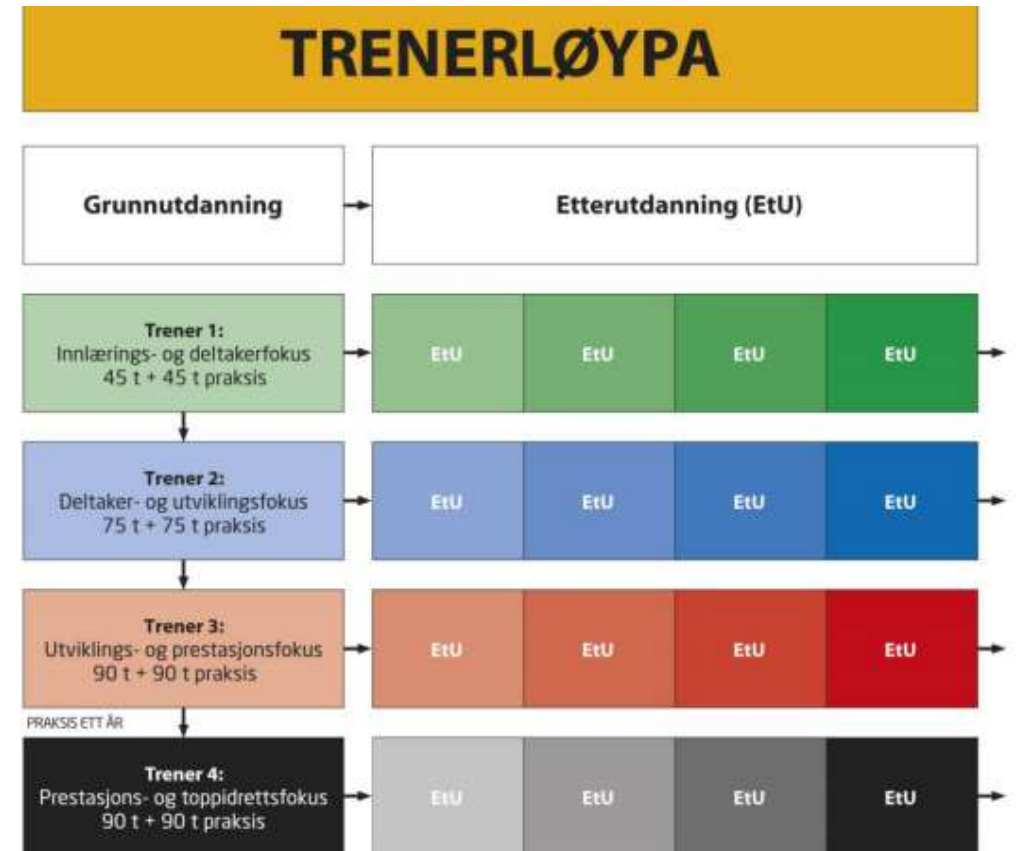 TRENERLØYPA
Grunnutdanning
Etterutdanning (EtU)
Trener 1:
Innlærings- og deltakerfokus
45 t + 45 t praksis
EtU
EtU
EtU
EtU
Trener 2:
Deltaker- og utviklingsfokus
75 t + 75 t praksis
EtU
EtU
EtU
EtU
Trener 3:
Utviklings- og prestasjonsfokus
90 t + 90 t praksis
EtU
EtU
EtU
EtU
PRAKSIS ETT ÅR
Trener 4:
Prestasjons- og toppidrettsfokus
90 t + 90 t praksis
EtU
EtU
EtU
EtU